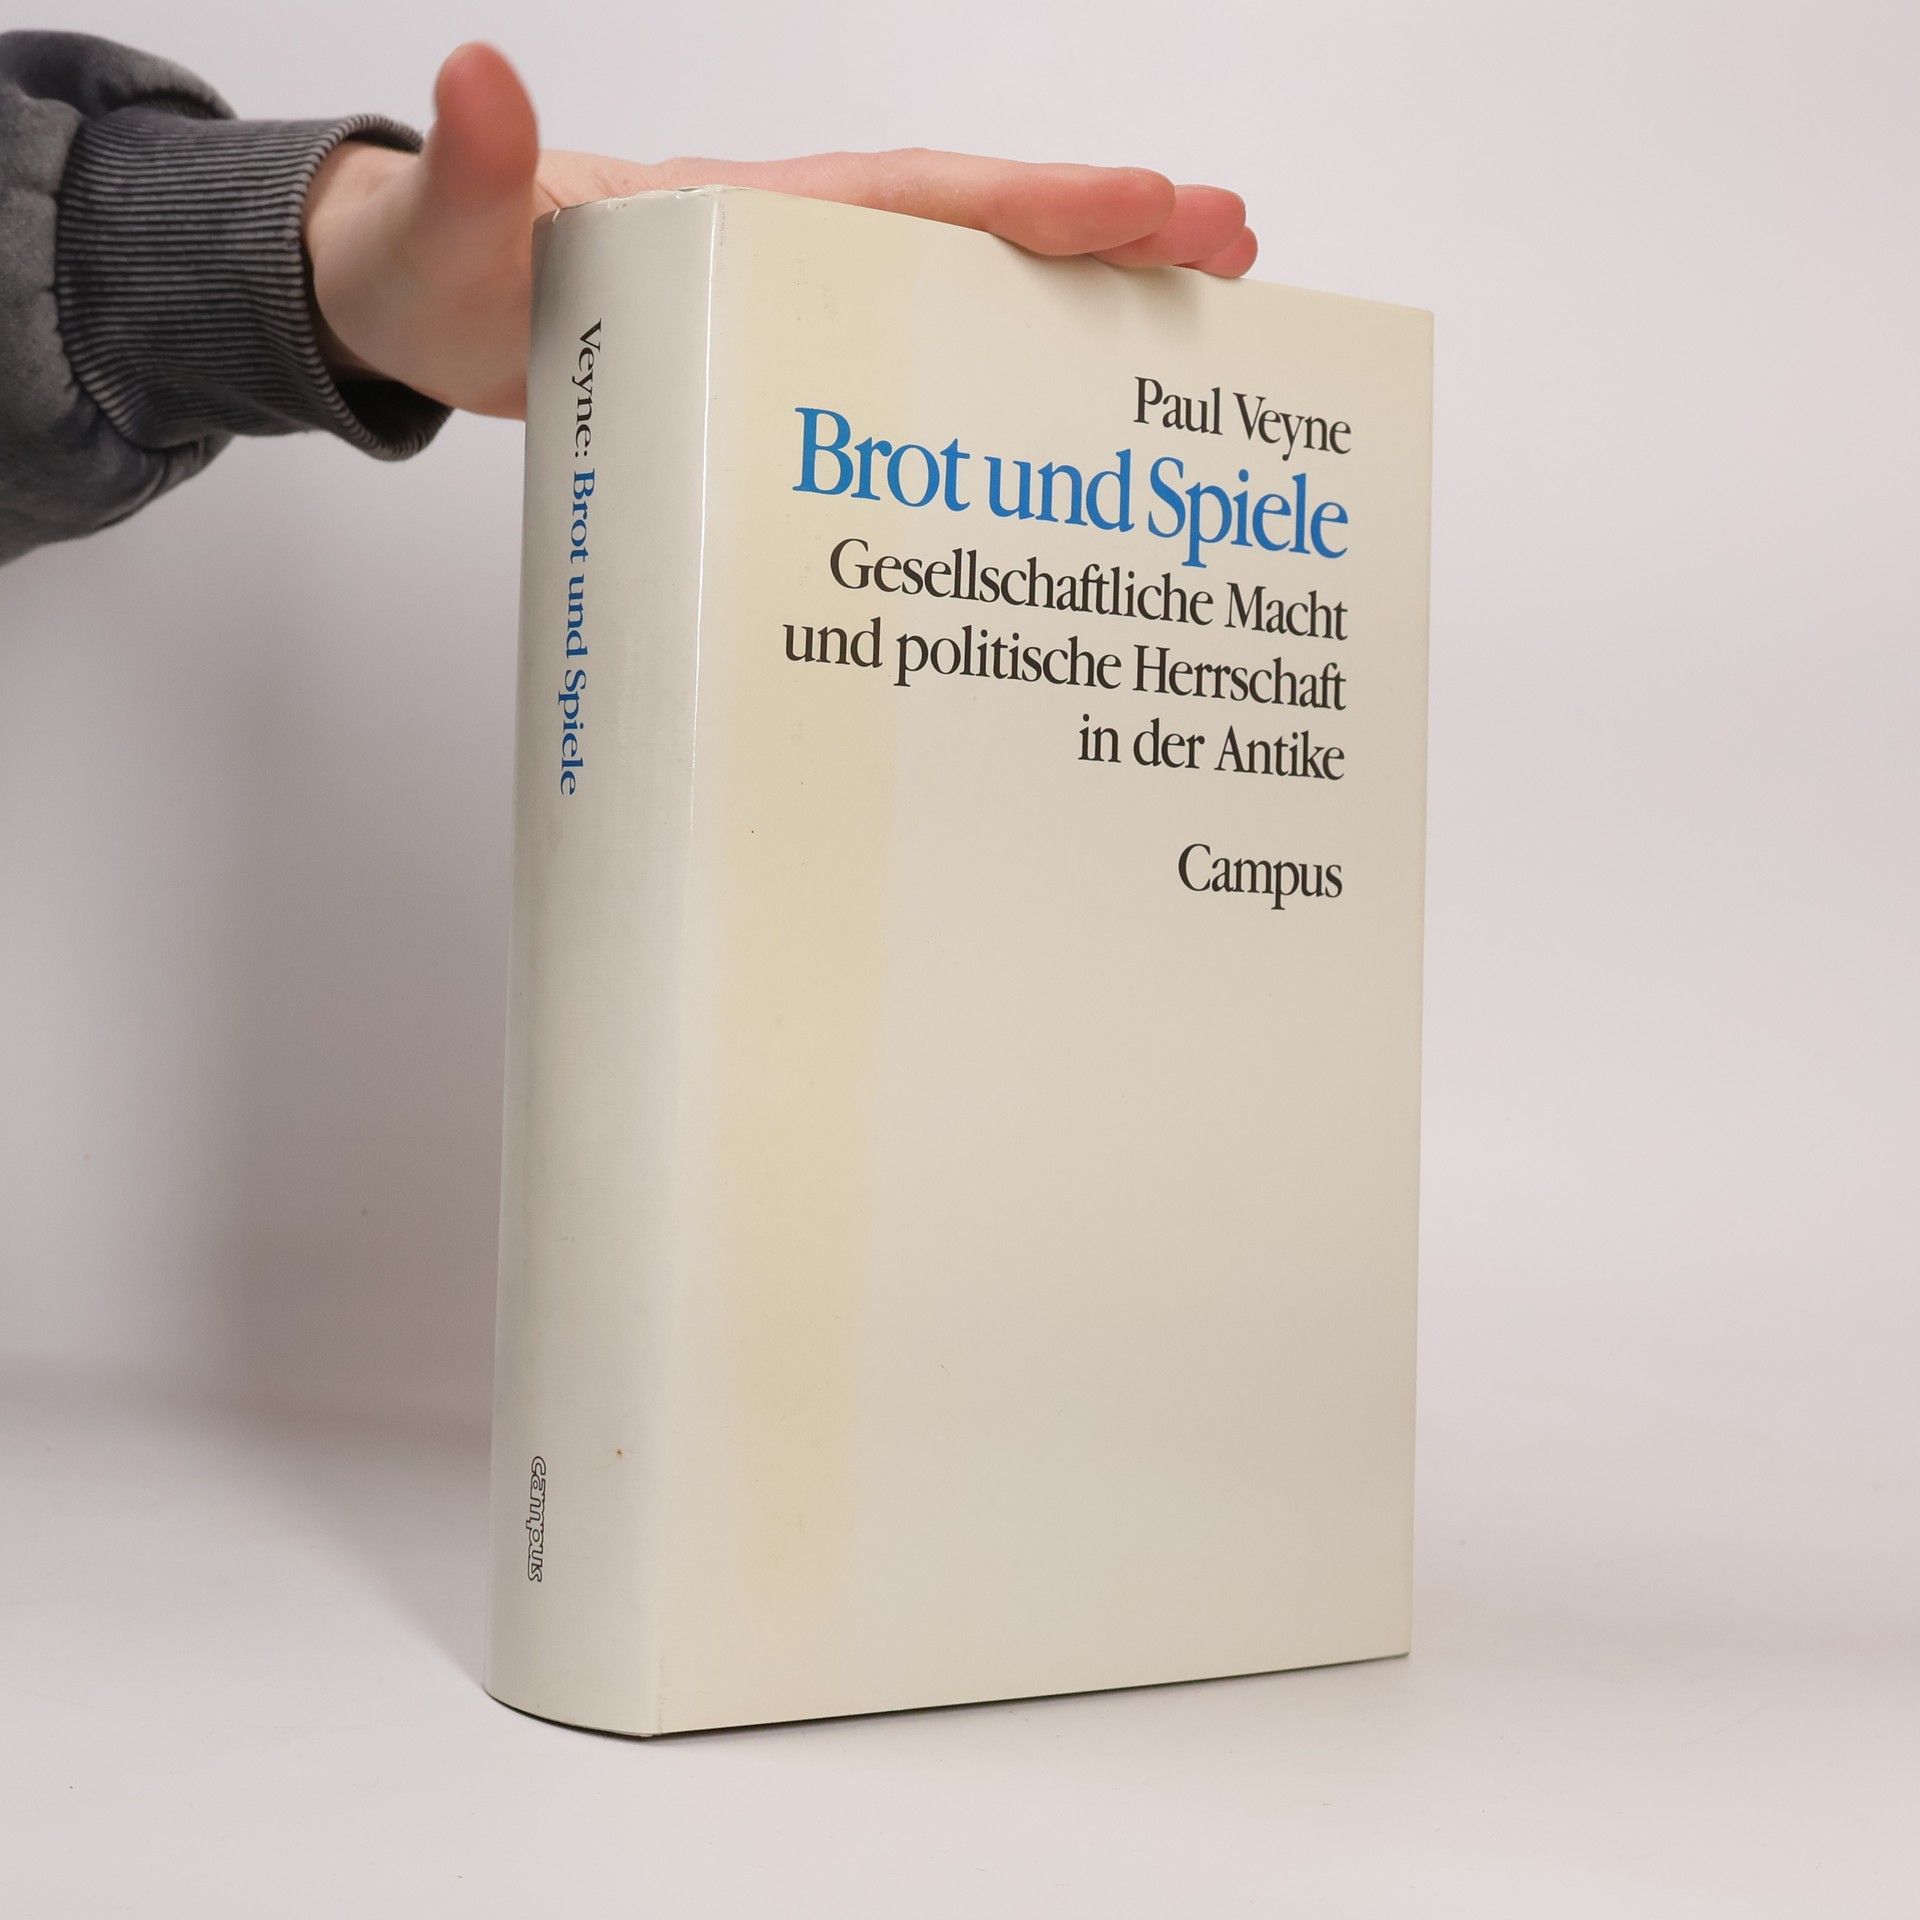 Paul Veyne
Brot und Spiele
Gesellschaftliche Macht
und politische Herrschaft
in der Antike
Campus
Veyne: Brot und Spiele
campus